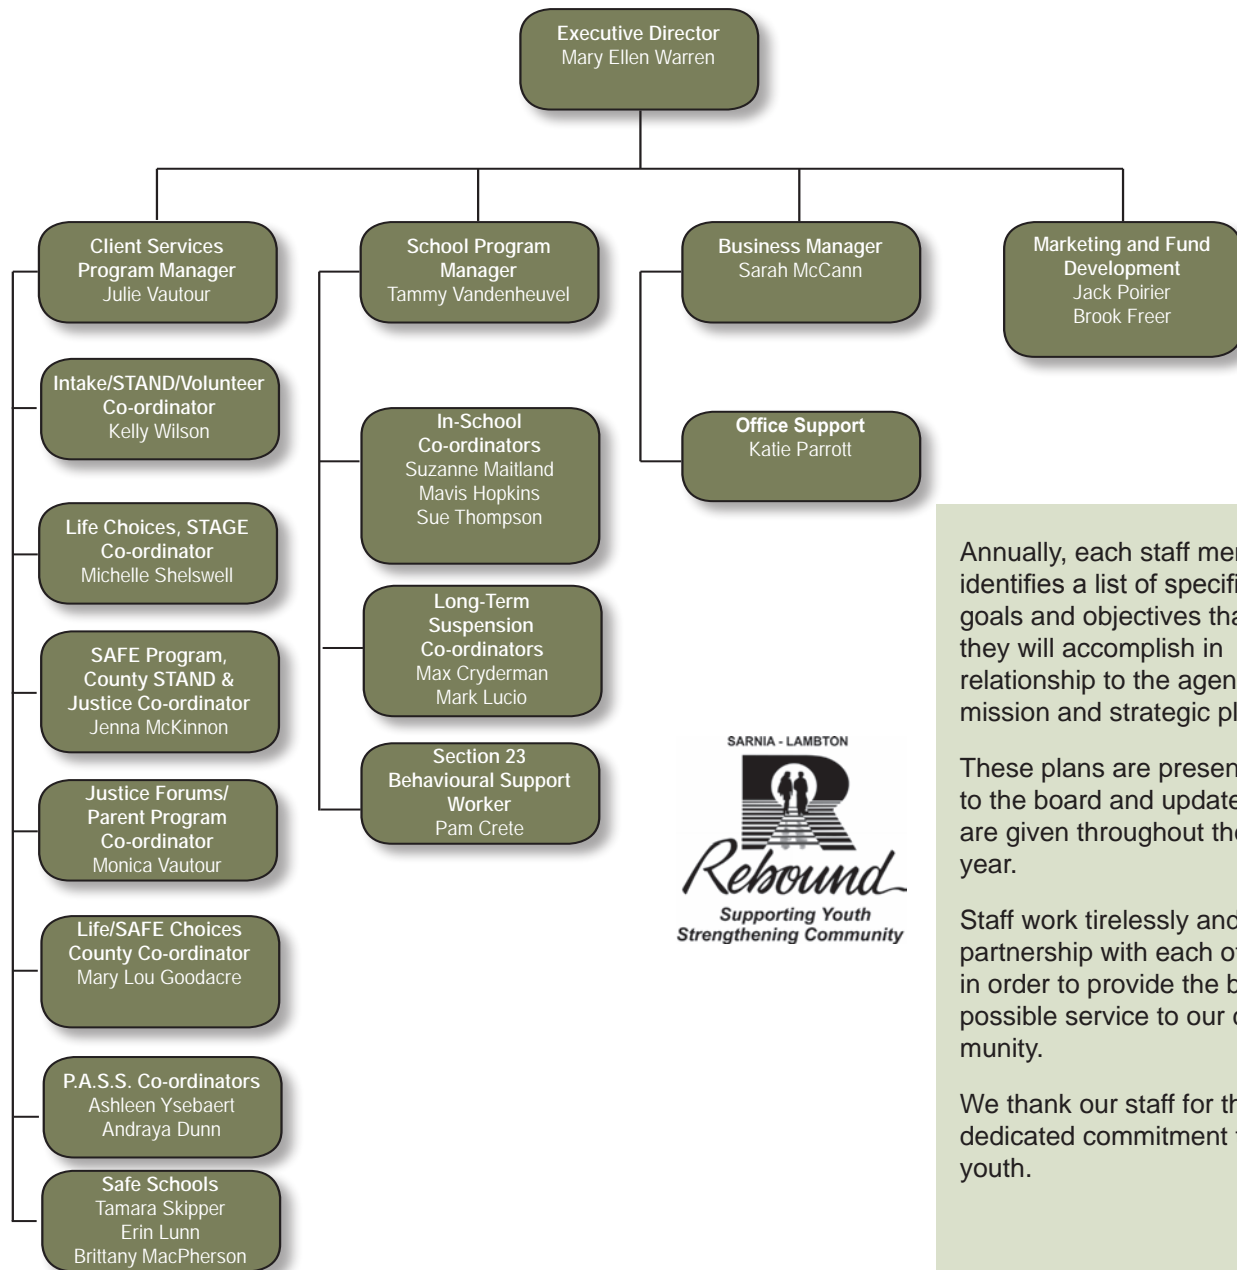 Executive Director
Mary Ellen Warren
Client Services
Program Manager
Julie Vautour
School Program
Manager
Tammy Vandenheuvel
Business Manager
Sarah McCann
Marketing and Fund
Development
Jack Poirier
Brook Freer
Intake/STAND/Volunteer
Co-ordinator
Kelly Wilson
Life Choices, STAGE
Co-ordinator
Michelle Shelswell
SAFE Program,
County STAND &
Justice Co-ordinator
Jenna McKinnon
Justice Forums/
Parent Program
Co-ordinator
Monica Vautour
Life/SAFE Choices
County Co-ordinator
Mary Lou Goodacre
P.A.S.S. Co-ordinators
Ashleen Ysebaert
Andraya Dunn
Safe Schools
Tamara Skipper
Erin Lunn
Brittany MacPherson
In-School
Co-ordinators
Suzanne Maitland
Mavis Hopkins
Sue Thompson
Long-Term
Suspension
Co-ordinators
Max Cryderman
Mark Lucio
Section 23
Behavioural Support
Worker
Pam Crete
Office Support
Katie Parrott
SARNIA - LAMBTON
R
Rebound
Supporting Youth
Strengthening Community
Annually, each staff
identifies a list of
goals and objectives
they will accomplish in
relationship to the
mission and strategic
These plans are
to the board and
are given throughout
year.
Staff work tirelessly
partnership with each
in order to provide the
possible service to our
munity.
We thank our staff for
dedicated commitment
youth.